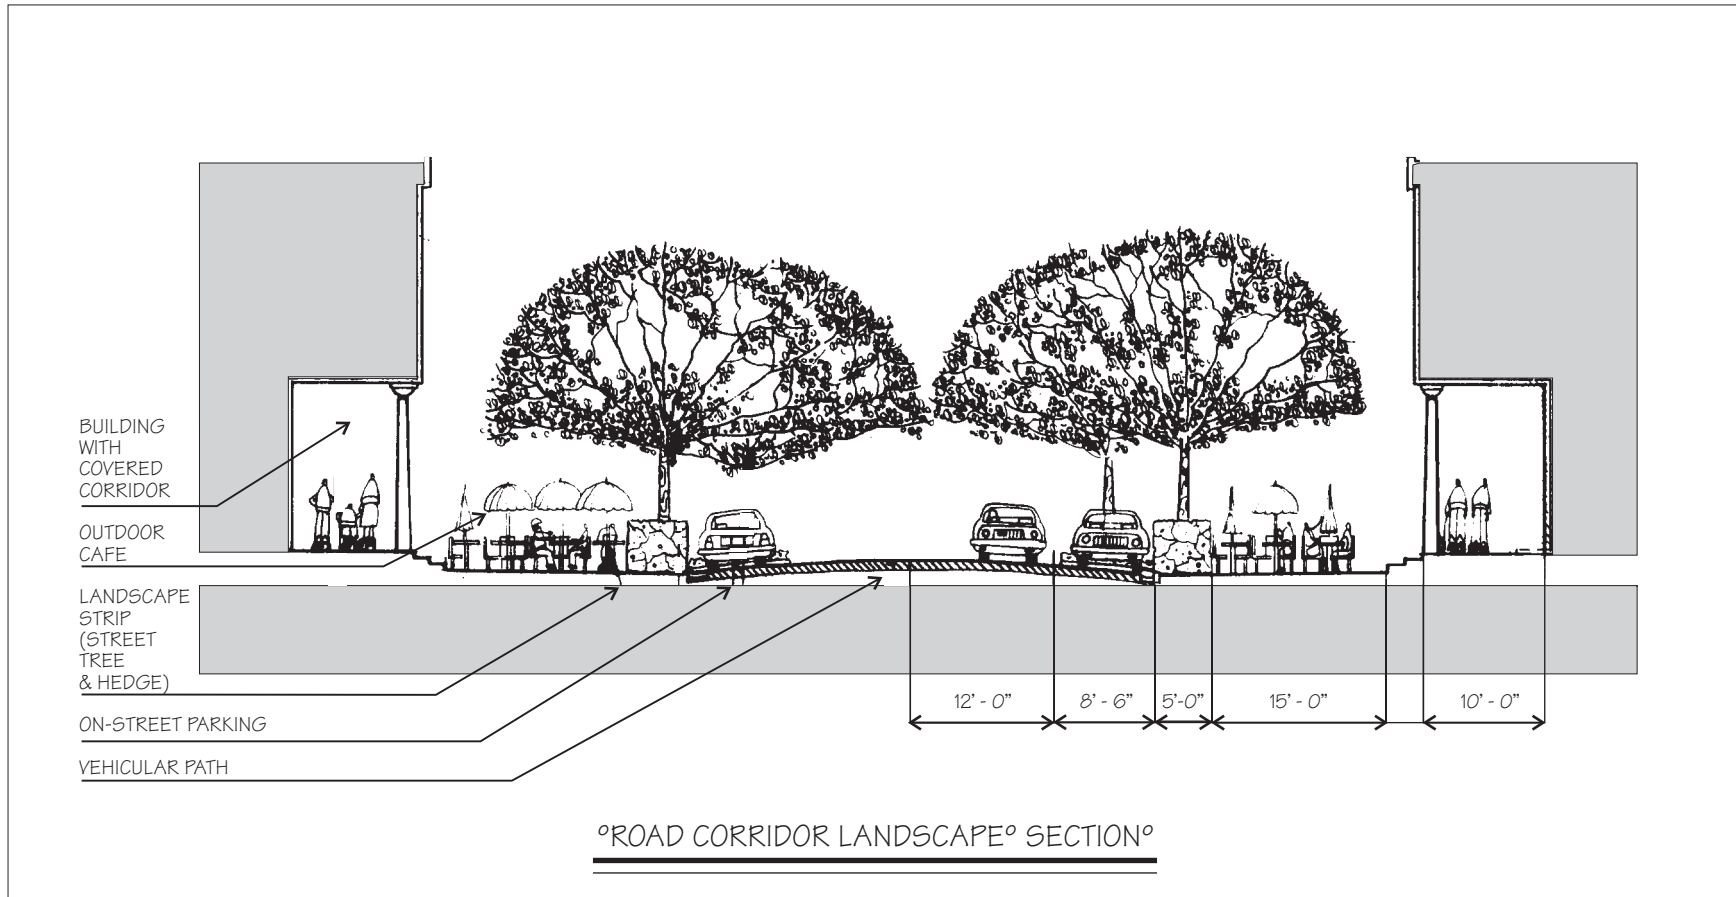 BUILDING
WITH
COVERED
CORRIDOR
OUTDOOR
CAFE
LANDSCAPE
STRIP
(STREET
TREE
& HEDGE)
ON-STREET PARKING
VEHICULAR PATH
12' - 0"
8' - 6"
5'-0"
15' - 0"
10' - 0"
°ROAD CORRIDOR LANDSCAPE° SECTION°